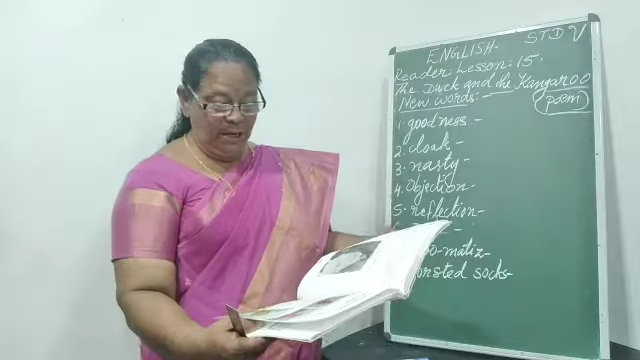 ENGLISH- STD V
Reader: Lesson: 15.
The Duck and the Kangaroo
New words:- (poem)
1. goodness -
2. cloak -
3. nasty -
4. Objection -
5. reflection-
-matiz-
socks-